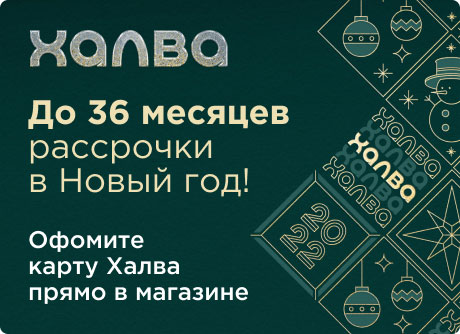 ХАЛВА
До 36 месяцев
рассрочки
в Новый год!
Офомите
карту Халва
прямо в магазине
ХАЛВА
ХАЛВА
ХАЛВА
2022